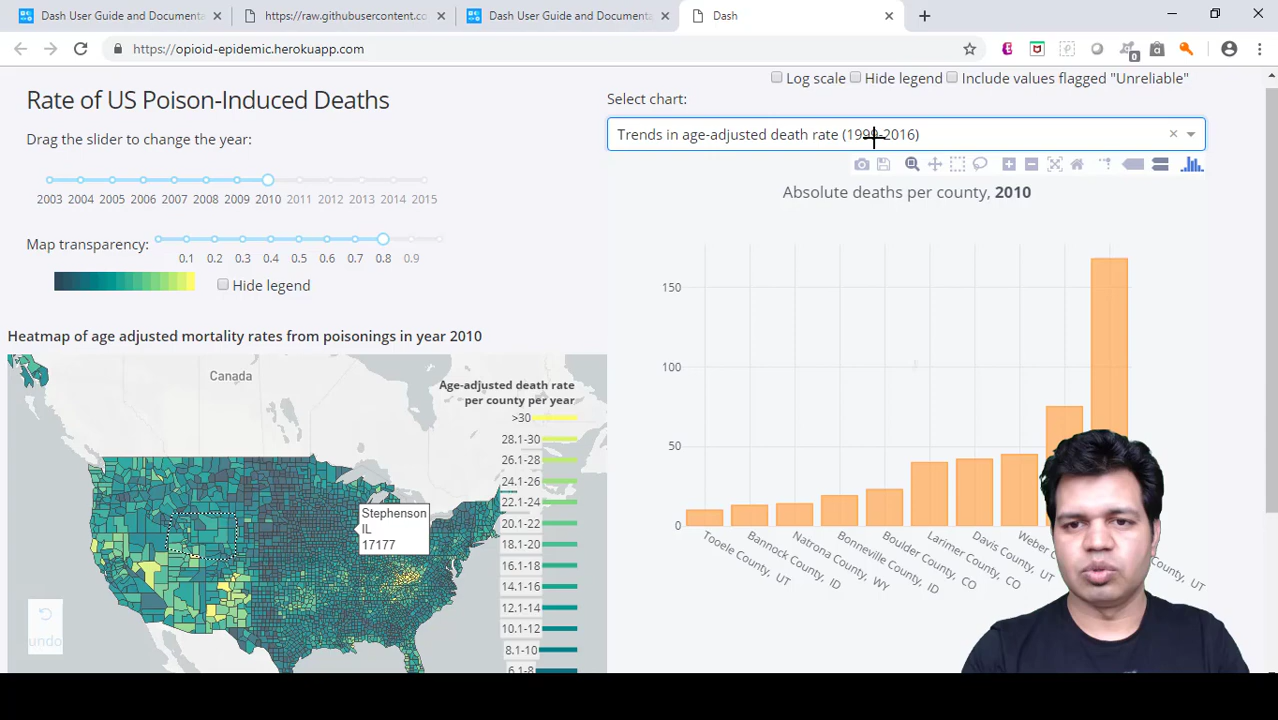 Dash User Guide and Documenta
https://raw.githubusercontent.co
Dash User Guide and Documenta
Dash
https://opioid-epidemic.herokuapp.com
0
Rate of US Poison-Induced Deaths
Drag the slider to change the year:
2003 2004 2005 2006 2007 2008 2009 2010 2011 2012 2013 2014 2015
Map transparency:
0.1 0.2 0.3 0.4 0.5 0.6 0.7 0.8 0.9
Hide legend
Heatmap of age adjusted mortality rates from poisonings in year 2010
Canada
Age-adjusted death rate
per county per year
>30
28.1-30
26.1-28
24.1-26
22.1-24
20.1-22
18.1-20
16.1-18
14.1-16
12.1-14
10.1-12
8.1-10
6.1-8
Stephenson
IL
17177
undo
Log scale Hide legend Include values flagged "Unreliable"
Select chart:
Trends in age-adjusted death rate (1999-2016)
Absolute deaths per county, 2010
150
100
50
0
Tooele County, UT
Bannock County, ID
Natrona County, WY
Bonneville County, ID
Boulder County, CO
Larimer County, CO
Davis County, UT
Weber C
County, UT